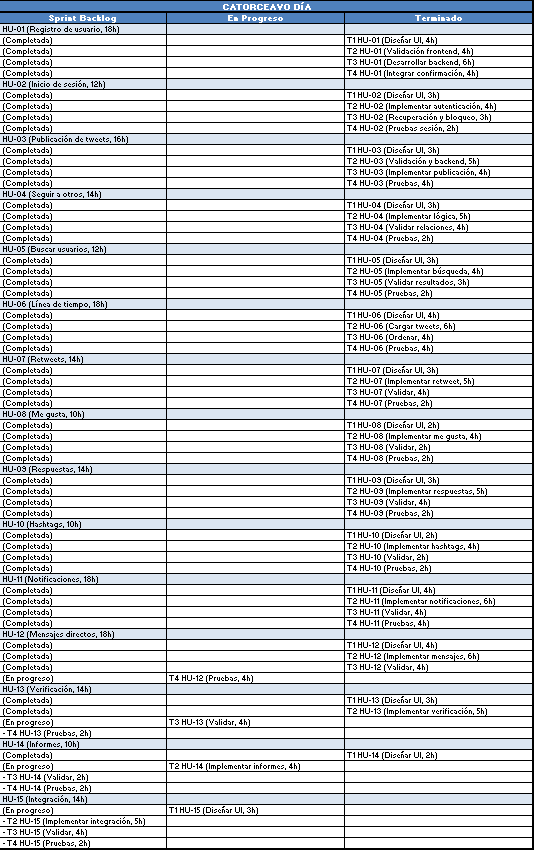 CATORCEAVO DÍA
Sprint Backlog En Progreso Terminado
HU-01 (Registro de usuario, 18h)
(Completada) T1 HU-01 (Diseñar UI, 4h)
(Completada) T2 HU-01 (Validación frontend, 4h)
(Completada) T3 HU-01 (Desarrollar backend, 6h)
(Completada) T4 HU-01 (Integrar confirmación, 4h)
HU-02 (Inicio de sesión, 12h)
(Completada) T1 HU-02 (Diseñar UI, 3h)
(Completada) T2 HU-02 (Implementar autenticación, 4h)
(Completada) T3 HU-02 (Recuperación y bloqueo, 3h)
(Completada) T4 HU-02 (Pruebas sesión, 2h)
HU-03 (Publicación de tweets, 16h)
(Completada) T1 HU-03 (Diseñar UI, 3h)
(Completada) T2 HU-03 (Validación y backend, 5h)
(Completada) T3 HU-03 (Implementar publicación, 4h)
(Completada) T4 HU-03 (Pruebas, 4h)
HU-04 (Seguir a otros, 14h)
(Completada) T1 HU-04 (Diseñar UI, 3h)
(Completada) T2 HU-04 (Implementar lógica, 5h)
(Completada) T3 HU-04 (Validar relaciones, 4h)
(Completada) T4 HU-04 (Pruebas, 2h)
HU-05 (Buscar usuarios, 12h)
(Completada) T1 HU-05 (Diseñar UI, 3h)
(Completada) T2 HU-05 (Implementar búsqueda, 4h)
(Completada) T3 HU-05 (Validar resultados, 3h)
(Completada) T4 HU-05 (Pruebas, 2h)
HU-06 (Línea de tiempo, 18h)
(Completada) T1 HU-06 (Diseñar UI, 4h)
(Completada) T2 HU-06 (Cargar tweets, 6h)
(Completada) T3 HU-06 (Ordenar, 4h)
(Completada) T4 HU-06 (Pruebas, 4h)
HU-07 (Retweets, 14h)
(Completada) T1 HU-07 (Diseñar UI, 3h)
(Completada) T2 HU-07 (Implementar retweet, 5h)
(Completada) T3 HU-07 (Validar, 4h)
(Completada) T4 HU-07 (Pruebas, 2h)
HU-08 (Me gusta, 10h)
(Completada) T1 HU-08 (Diseñar UI, 2h)
(Completada) T2 HU-08 (Implementar me gusta, 4h)
(Completada) T3 HU-08 (Validar, 2h)
(Completada) T4 HU-08 (Pruebas, 2h)
HU-09 (Respuestas, 14h)
(Completada) T1 HU-09 (Diseñar UI, 3h)
(Completada) T2 HU-09 (Implementar respuestas, 5h)
(Completada) T3 HU-09 (Validar, 4h)
(Completada) T4 HU-09 (Pruebas, 2h)
HU-10 (Hashtags, 10h)
(Completada) T1 HU-10 (Diseñar UI, 2h)
(Completada) T2 HU-10 (Implementar hashtags, 4h)
(Completada) T3 HU-10 (Validar, 2h)
(Completada) T4 HU-10 (Pruebas, 2h)
HU-11 (Notificaciones, 18h)
(Completada) T1 HU-11 (Diseñar UI, 4h)
(Completada) T2 HU-11 (Implementar notificaciones, 6h)
(Completada) T3 HU-11 (Validar, 4h)
(Completada) T4 HU-11 (Pruebas, 4h)
HU-12 (Mensajes directos, 18h)
(Completada) T1 HU-12 (Diseñar UI, 4h)
(Completada) T2 HU-12 (Implementar mensajes, 6h)
(Completada) T3 HU-12 (Validar, 4h)
(En progreso) T4 HU-12 (Pruebas, 4h)
HU-13 (Verificación, 14h)
(Completada) T1 HU-13 (Diseñar UI, 3h)
(Completada) T2 HU-13 (Implementar verificación, 5h)
(En progreso) T3 HU-13 (Validar, 4h)
- T4 HU-13 (Pruebas, 2h)
HU-14 (Informes, 10h)
(Completada) T1 HU-14 (Diseñar UI, 2h)
(En progreso) T2 HU-14 (Implementar informes, 4h)
- T3 HU-14 (Validar, 2h)
- T4 HU-14 (Pruebas, 2h)
HU-15 (Integración, 14h)
(En progreso) T1 HU-15 (Diseñar UI, 3h)
- T2 HU-15 (Implementar integración, 5h)
- T3 HU-15 (Validar, 4h)
- T4 HU-15 (Pruebas, 2h)